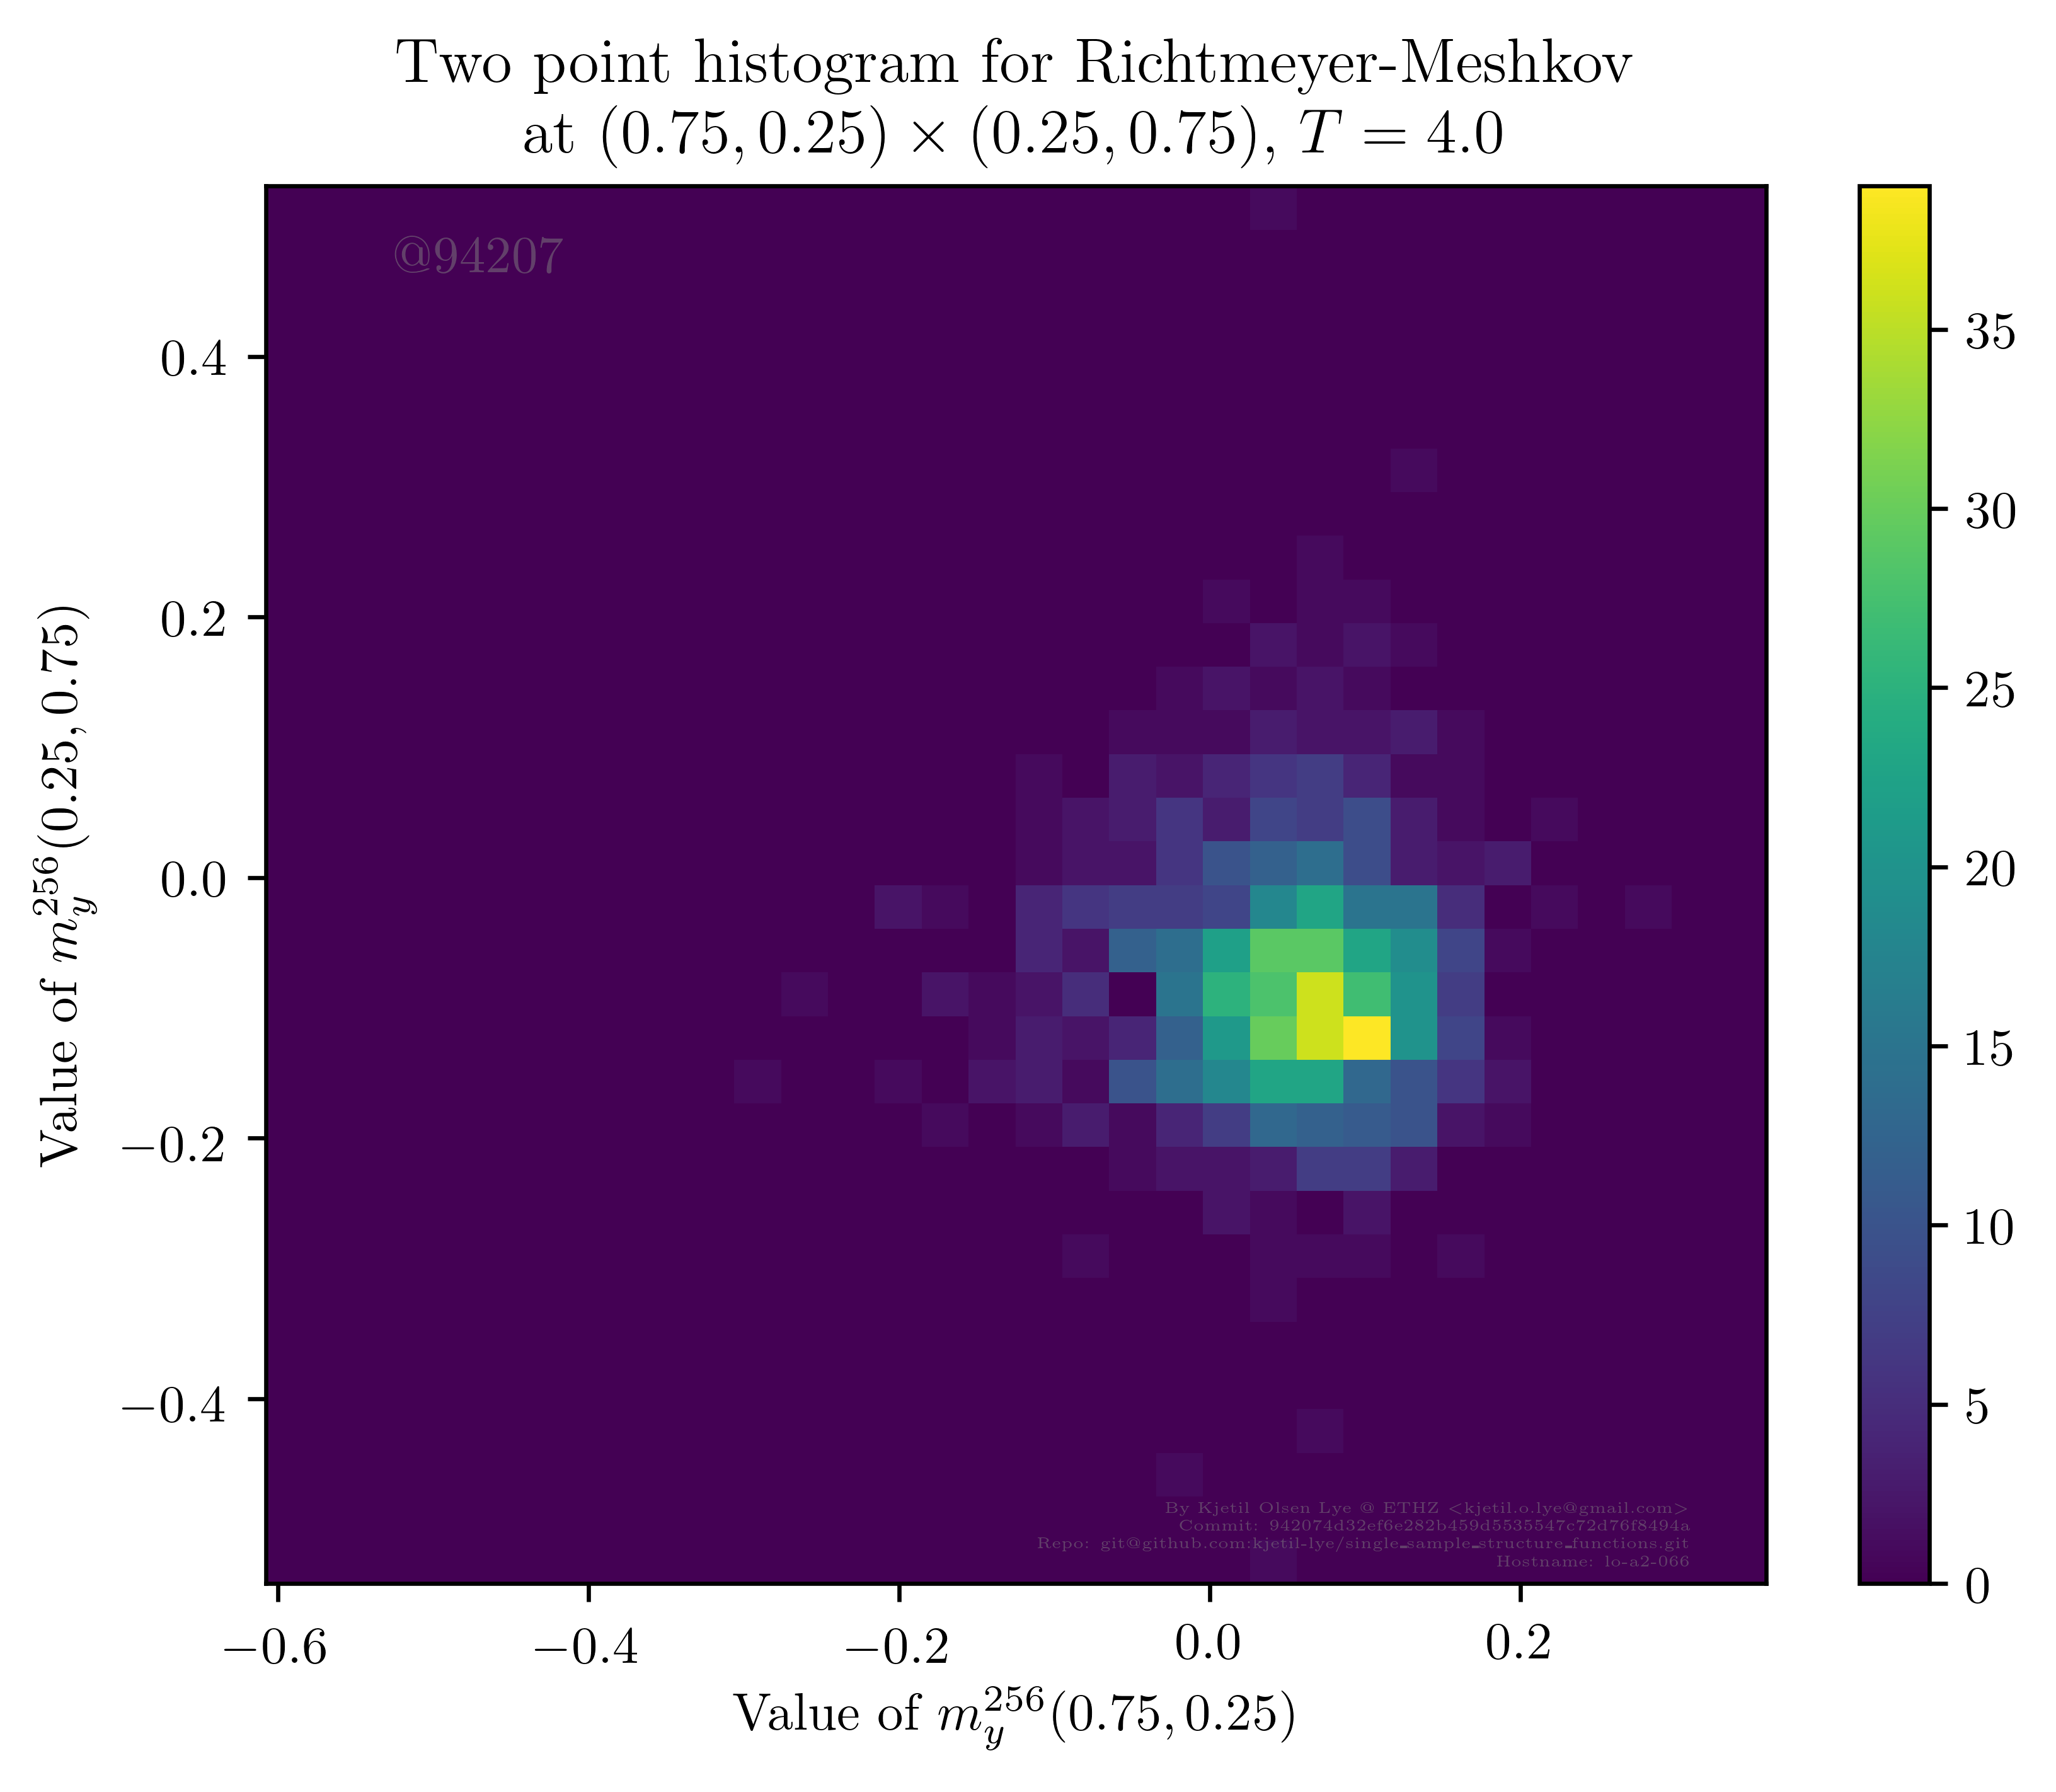 Two point histogram for Richtmeyer-Meshkov
at (0.75, 0.25) × (0.25, 0.75), T = 4.0
@94207
0.4
0.2
0.0
−0.2
−0.4
Value of m_y^256(0.25, 0.75)
−0.6
−0.4
−0.2
0.0
0.2
Value of m_y^256(0.75, 0.25)
35
30
25
20
15
10
5
0
By Kjetil Olsen Lye @ ETHZ <kjetil.o.lye@gmail.com>
Commit: 942074d32ef6e282b459d5535547c72d76f8494a
Repo: git@github.com:kjetil-lye/single_sample_structure_functions.git
Hostname: lo-a2-066